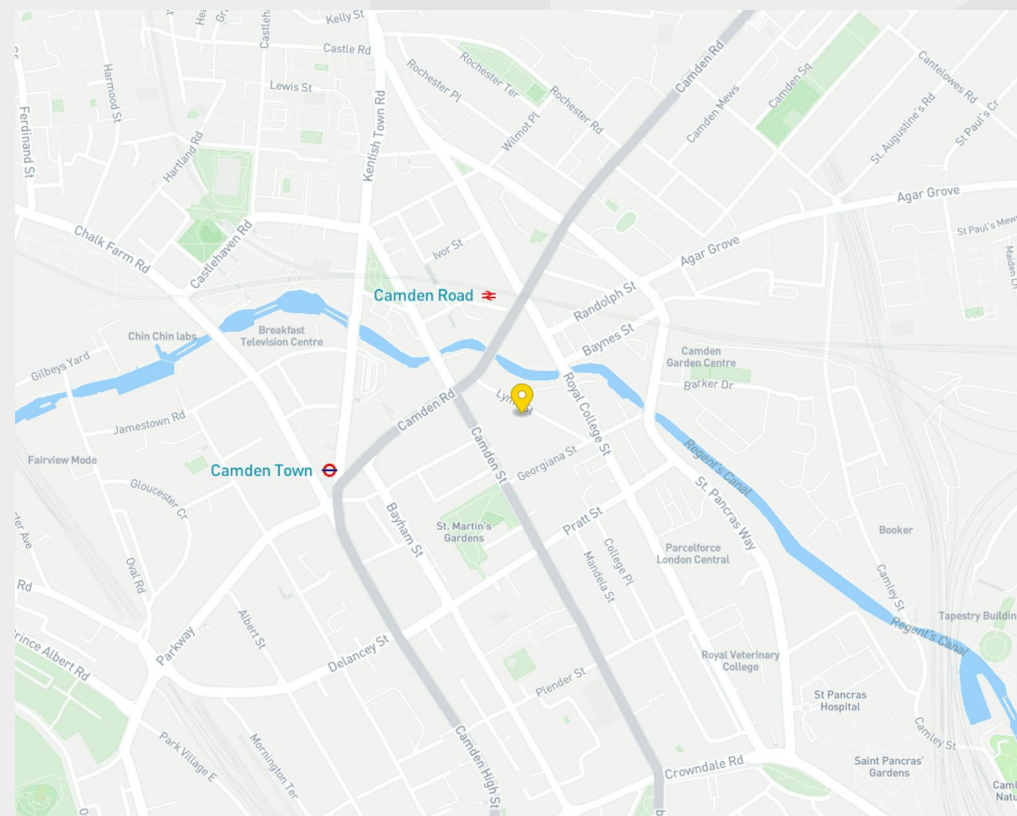 Kelly St
Castle Rd
Lewis St
Harmood St
Ferdinand St
Hartland Rd
Kentish Town Rd
Rochester Pl
Rochester Ter
Rochester Rd
Wilmot Pl
Camden Rd
Camden Mews
Camden Sq
Cantelowes Rd
St. Augustine's Rd
St Paul's Cr
Agar Grove
St Paul's Mews
Chalk Farm Rd
Castlehaven Rd
Ivor St
Agar Grove
Camden Road
Randolph St
Baynes St
Chin Chin labs
Breakfast
Television Centre
Camden
Garden Centre
Barker Dr
Gilbeys Yard
Jamestown Rd
Camden Rd
Royal College St
Fairview Mode
Camden Town
Camden St
Georgiana St
Regent's Canal
Gloucester Cr
Bayham St
St. Martin's
Gardens
Pratt St
St. Pancras Way
Booker
Parcelforce
London Central
College Pl
Mandela St
Oval Rd
Rd
Albert St
Parkway
Delancey St
Camley St
Regent's Canal
Prince Albert Rd
Plender St
Royal Veterinary
College
St Pancras
Hospital
Park Village E
Mornington Ter
Camden High St
Crowndale Rd
Camley St
Saint Pancras'
Gardens